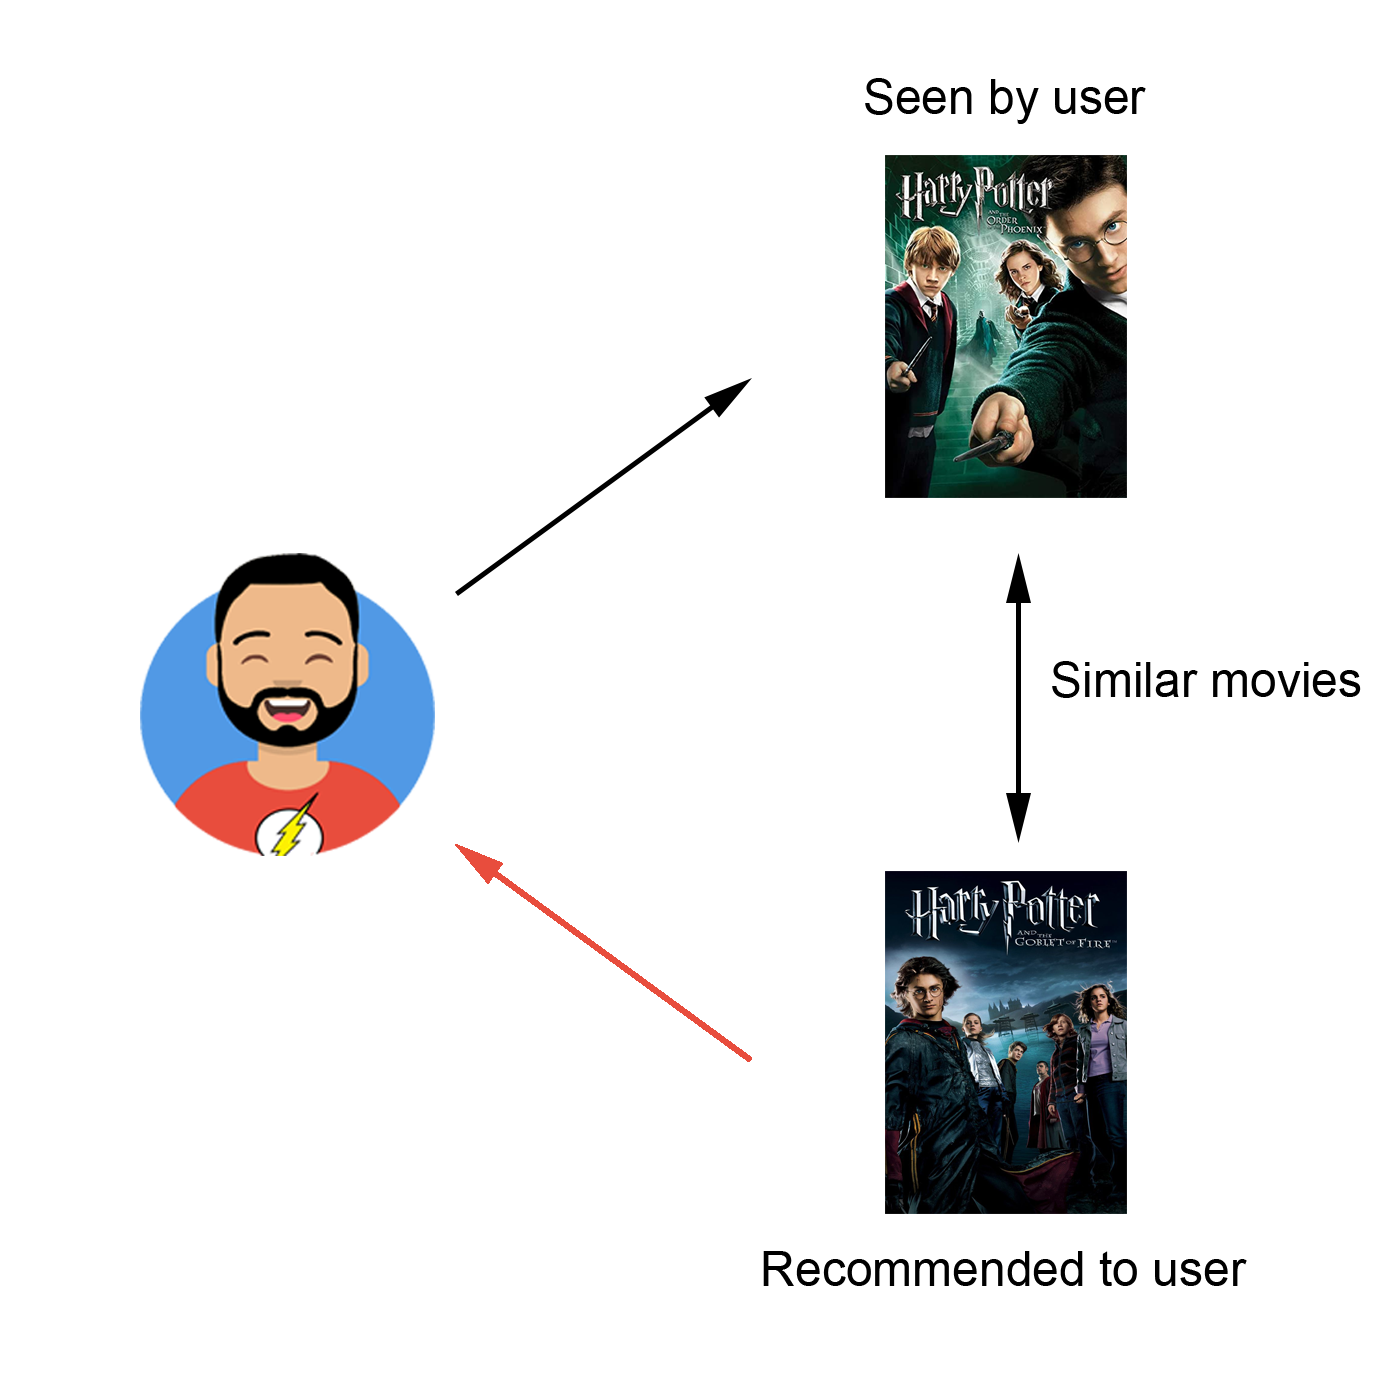 Seen by user
Harry Potter
AND THE
ORDER
OF THE PHOENIX
Similar movies
Harry Potter
AND THE
GOBLET OF FIRE
Recommended to user